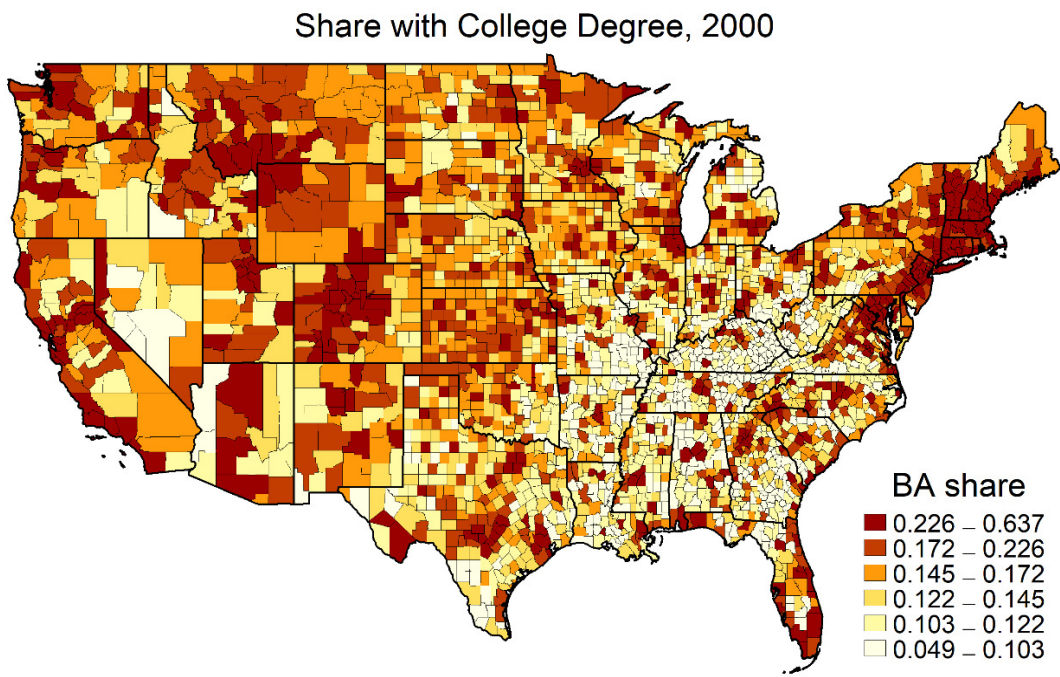 Share with College Degree, 2000
BA share
0.226 – 0.637
0.172 – 0.226
0.145 – 0.172
0.122 – 0.145
0.103 – 0.122
0.049 – 0.103